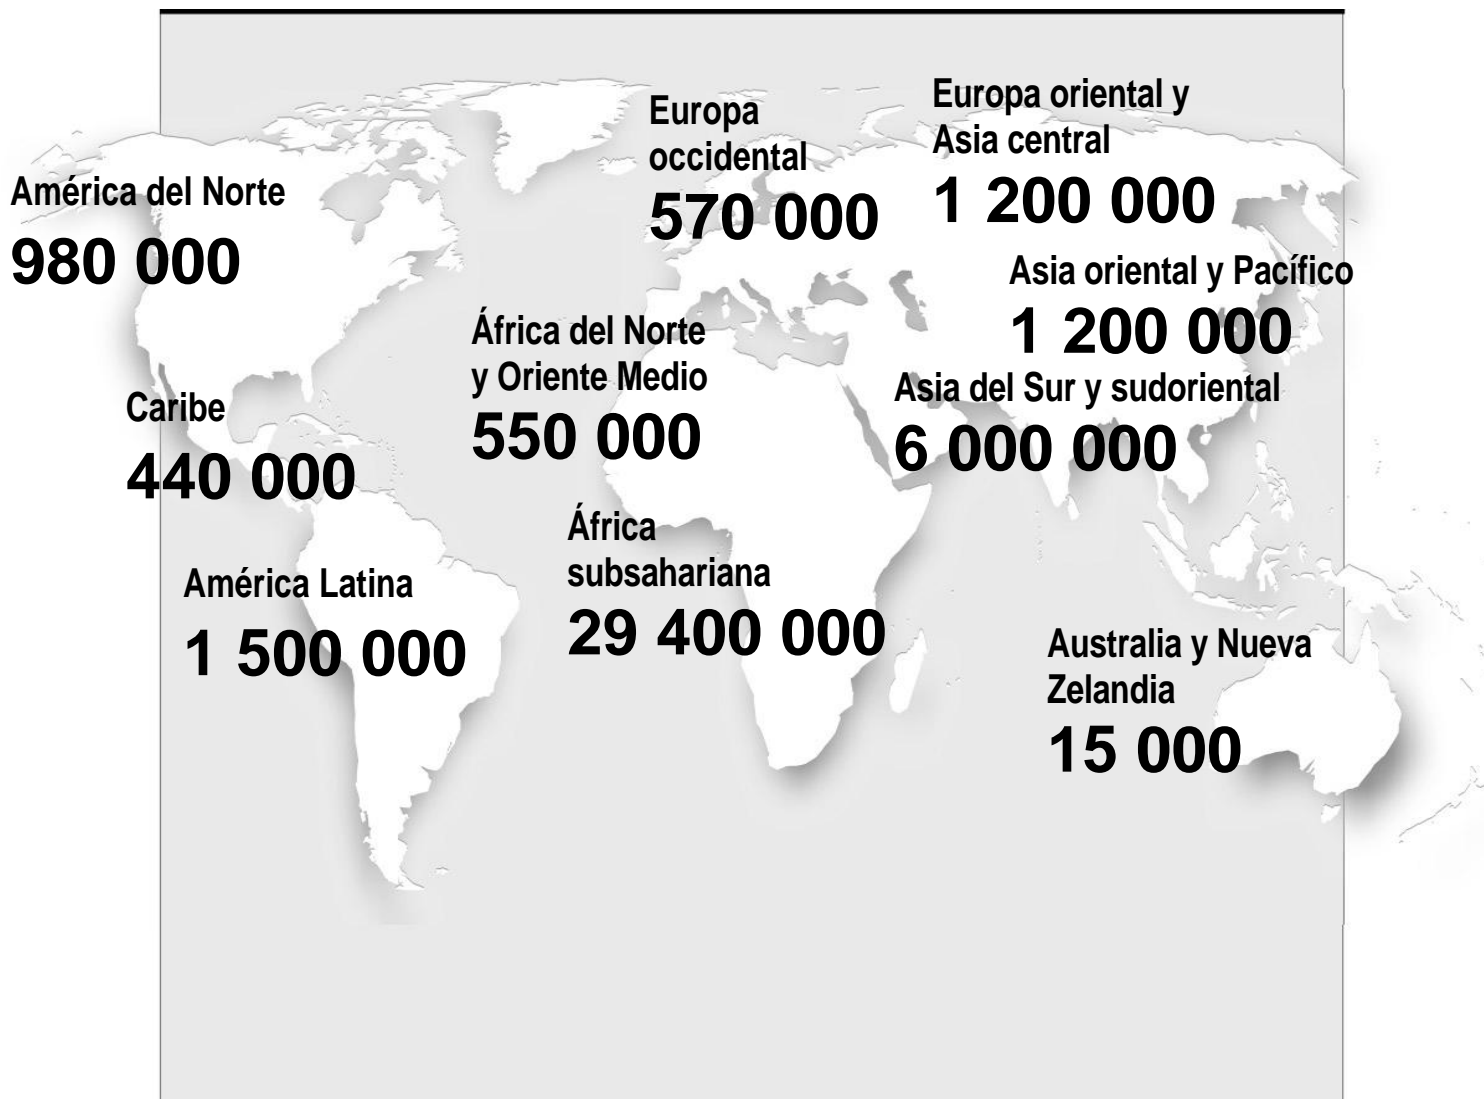 América del Norte
980 000
Caribe
440 000
América Latina
1 500 000
Europa
occidental
570 000
África del Norte
y Oriente Medio
550 000
África
subsahariana
29 400 000
Europa oriental y
Asia central
1 200 000
Asia oriental y Pacífico
1 200 000
Asia del Sur y sudoriental
6 000 000
Australia y Nueva
Zelandia
15 000